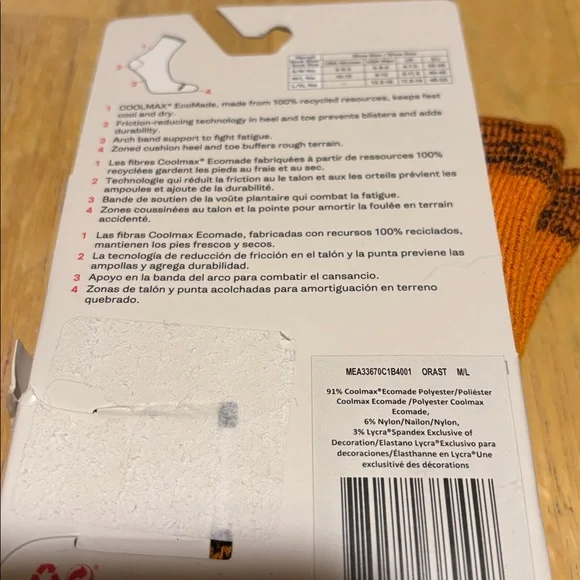 1 COOLMAX® EcoMade, made from 100% recycled resources, keeps feet
cool and dry.
2 Friction-reducing technology in heel and toe prevents blisters and adds
durability.
3 Arch band support to fight fatigue.
4 Zoned cushion heel and toe buffers rough terrain.
1 Les fibres Coolmax® Ecomade fabriquées à partir de ressources 100%
recyclées gardent les pieds au frais et au sec.
2 Technologie qui réduit la friction au le talon et aux les orteils prévient les
ampoules et ajoute de la durabilité.
3 Bande de soutien de la voûte plantaire qui combat la fatigue.
4 Zones coussinées au talon et la pointe pour amortir la foulée en terrain
accidenté.
1 Las fibras Coolmax Ecomade, fabricadas con recursos 100% reciclados,
mantienen los pies frescos y secos.
2 La tecnología de reducción de fricción en el talón y la punta previene las
ampollas y agrega durabilidad.
3 Apoyo en la banda del arco para combatir el cansancio.
4 Zonas de talón y punta acolchadas para amortiguación en terreno
quebrado.
MEA33670C1B4001 ORAST M/L
91% Coolmax®Ecomade Polyester/Poliéster
Coolmax Ecomade /Polyester Coolmax
Ecomade,
6% Nylon/Nailon/Nylon,
3% Lycra®Spandex Exclusive of
Decoration/Elastano Lycra®Exclusivo para
decoraciones/Élasthanne en Lycra®Une
exclusitivé des décorations